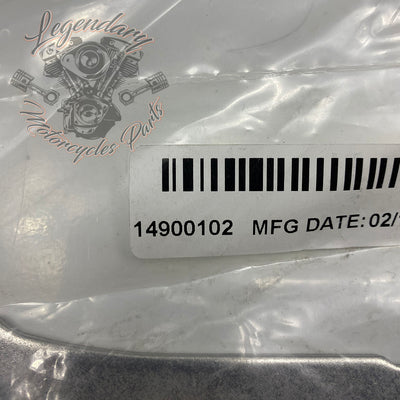 Legendary
Motorcycles Parts
14900102 MFG DATE: 02/